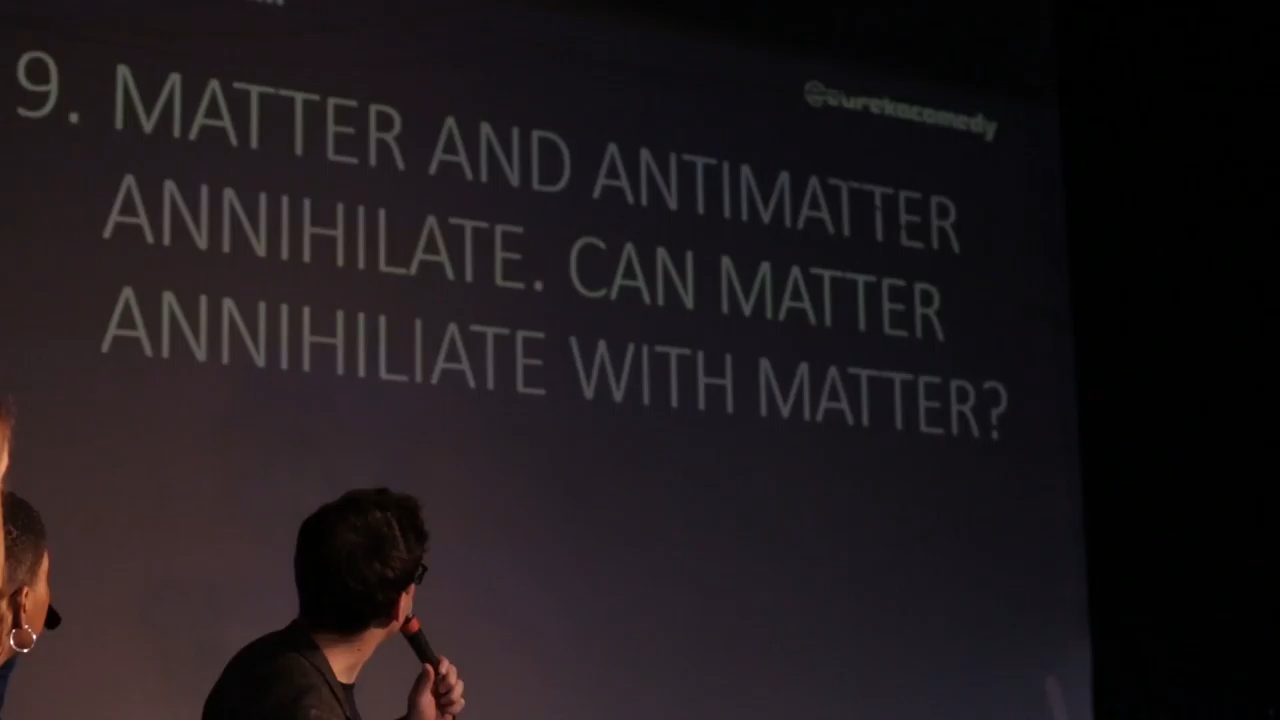 @eurekacomedy
9. MATTER AND ANTIMATTER
ANNIHILATE. CAN MATTER
ANNIHILIATE WITH MATTER?